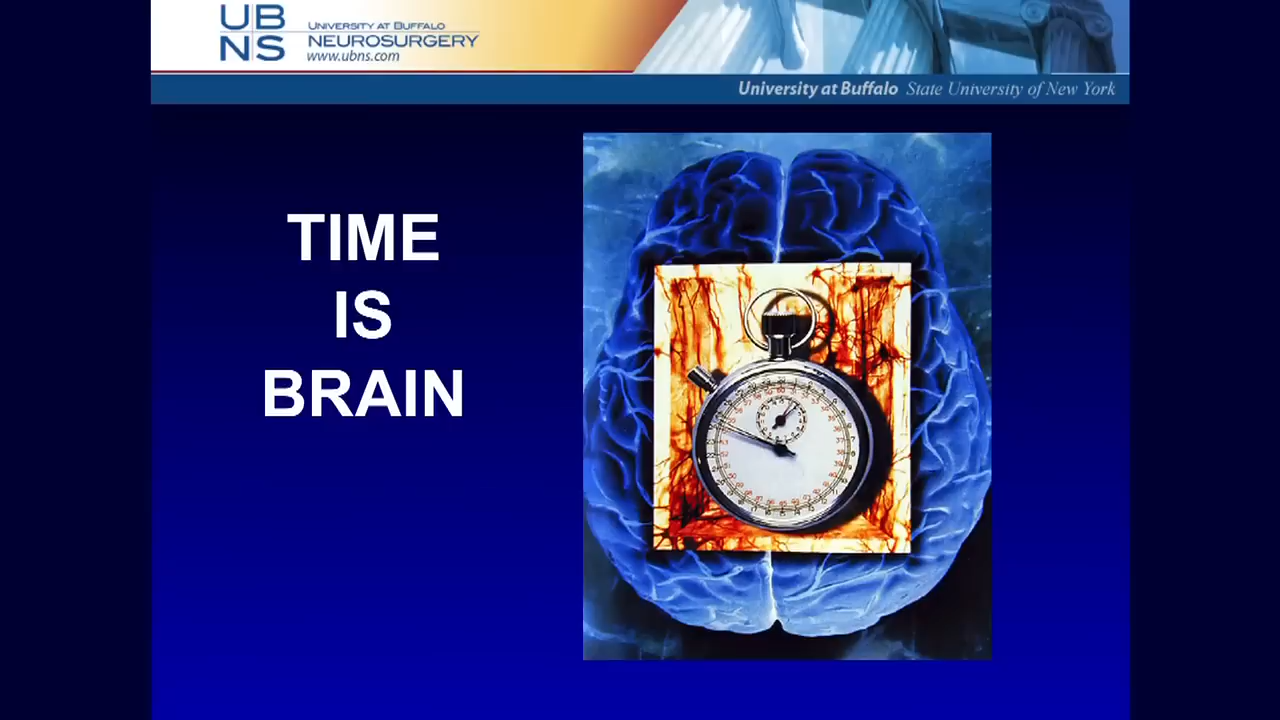 UB
NS
UNIVERSITY AT BUFFALO
NEUROSURGERY
www.ubns.com
University at Buffalo State University of New York
TIME
IS
BRAIN